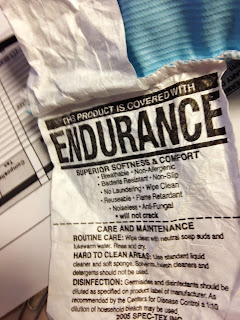 THIS PRODUCT IS COVERED WITH
ENDURANCE
SUPERIOR SOFTNESS & COMFORT
• Breathable • Non-Allergenic
• Bacteria Resistant • Non-Slip
• No Laundering • Wipe Clean
• Reuseable • Flame Retardant
• Noiseless • Anti-Fungal
• will not crack
CARE AND MAINTENANCE
ROUTINE CARE: Wipe clean with neutral soap suds and
lukewarm water. Rinse and dry.
HARD TO CLEAN AREAS: Use standard liquid
cleaner and soft sponge. Solvents, bleach cleaners and
detergents should not be used.
DISINFECTION: Germicides and disinfectants should be
diluted as specified on product label of manufacturer. As
recommended by the Centers for Disease Control a 1:10
dilution of household bleach may be used.
2005 SPEC-TEX INC